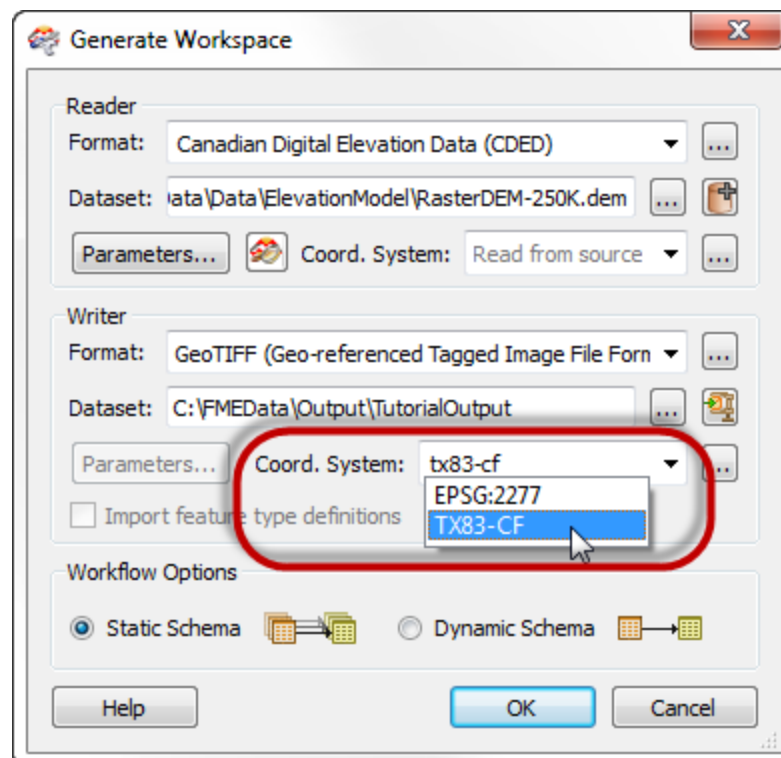 Generate Workspace
Reader
Format: Canadian Digital Elevation Data (CDED) ...
Dataset: \Data\ElevationModel\RasterDEM-250K.dem ...
Parameters... Coord. System: Read from source ...
Writer
Format: GeoTIFF (Geo-referenced Tagged Image File Forn ...
Dataset: C:\FMEData\Output\TutorialOutput ...
Parameters... Coord. System: tx83-cf ...
EPSG:2277
Import feature type definitions TX83-CF
Workflow Options
Static Schema Dynamic Schema
Help OK Cancel